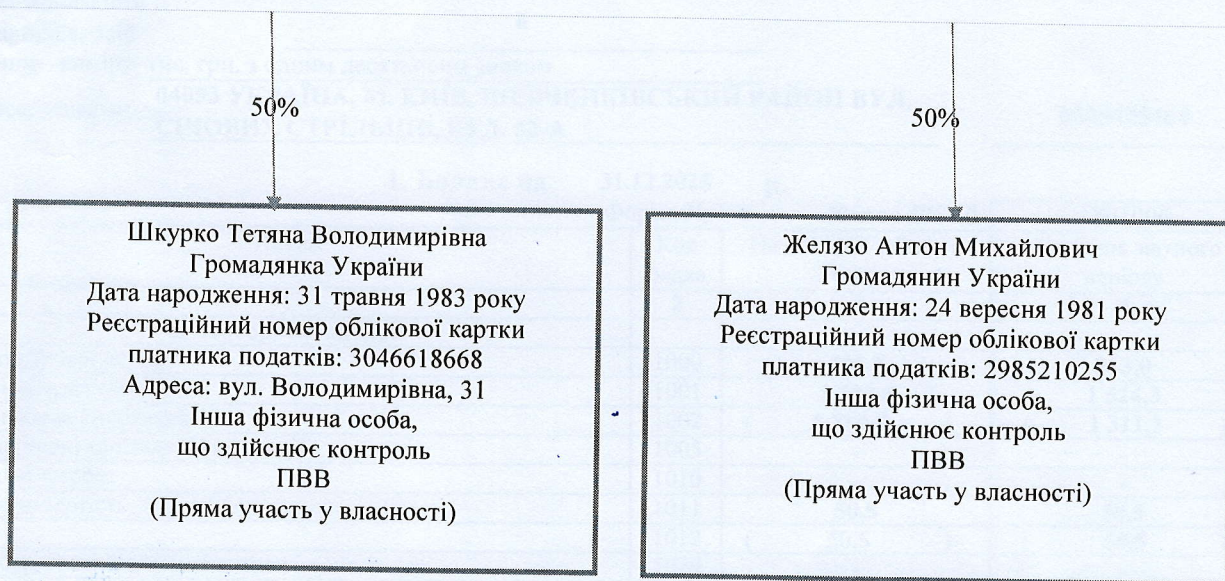 50%
50%
Шкурко Тетяна Володимирівна
Громадянка України
Дата народження: 31 травня 1983 року
Реєстраційний номер облікової картки
платника податків: 3046618668
Адреса: вул. Володимирівна, 31
Інша фізична особа,
що здійснює контроль
ПВВ
(Пряма участь у власності)
Желязо Антон Михайлович
Громадянин України
Дата народження: 24 вересня 1981 року
Реєстраційний номер облікової картки
платника податків: 2985210255
Інша фізична особа,
що здійснює контроль
ПВВ
(Пряма участь у власності)